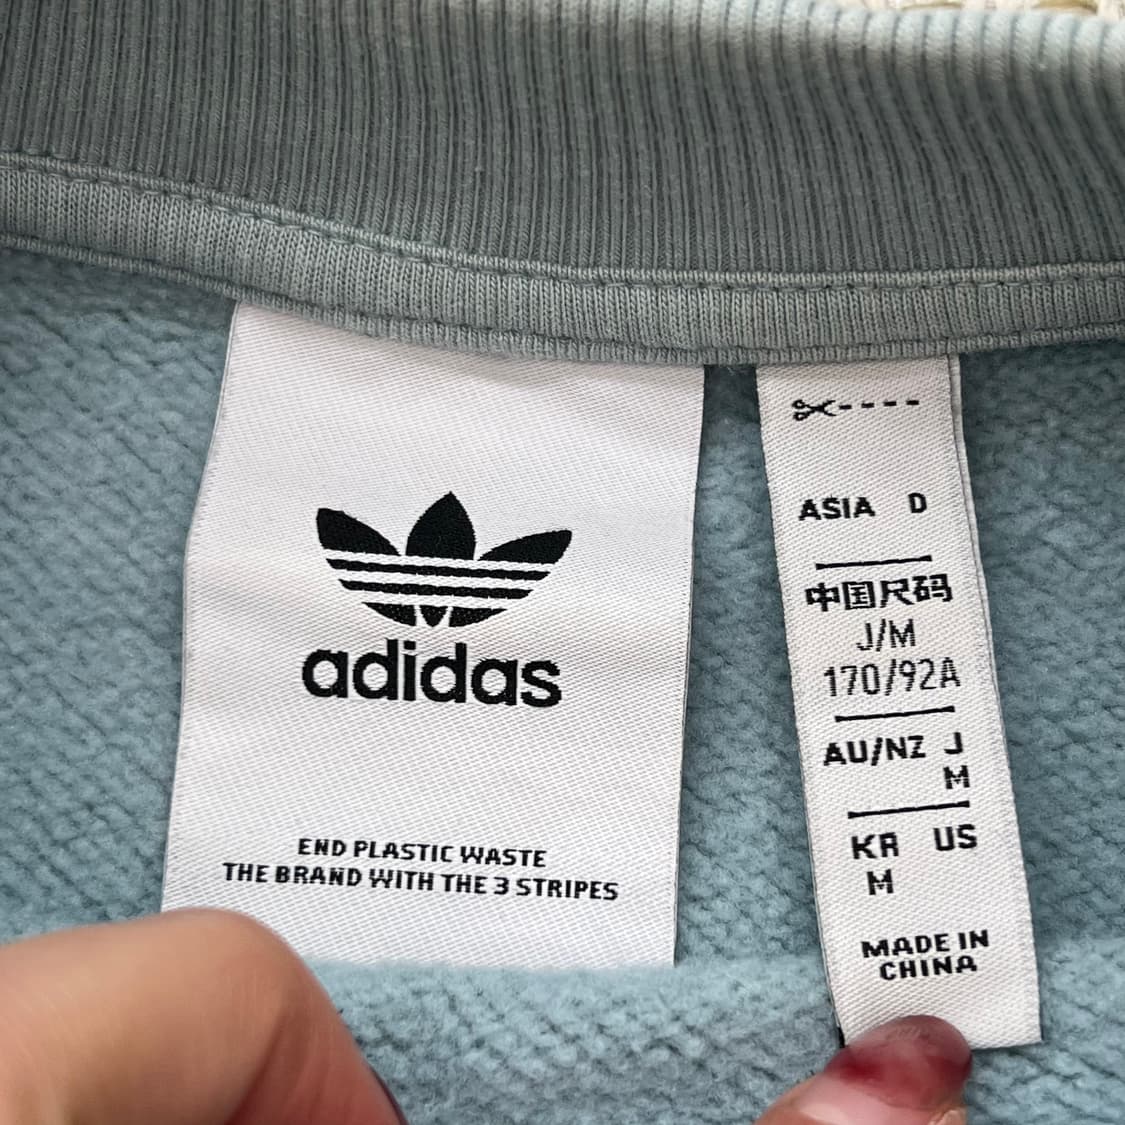 adidas
END PLASTIC WASTE
THE BRAND WITH THE 3 STRIPES
ASIA D
中国尺码
J/M
170/92A
AU/NZ J
M
KR US
M
MADE IN
CHINA